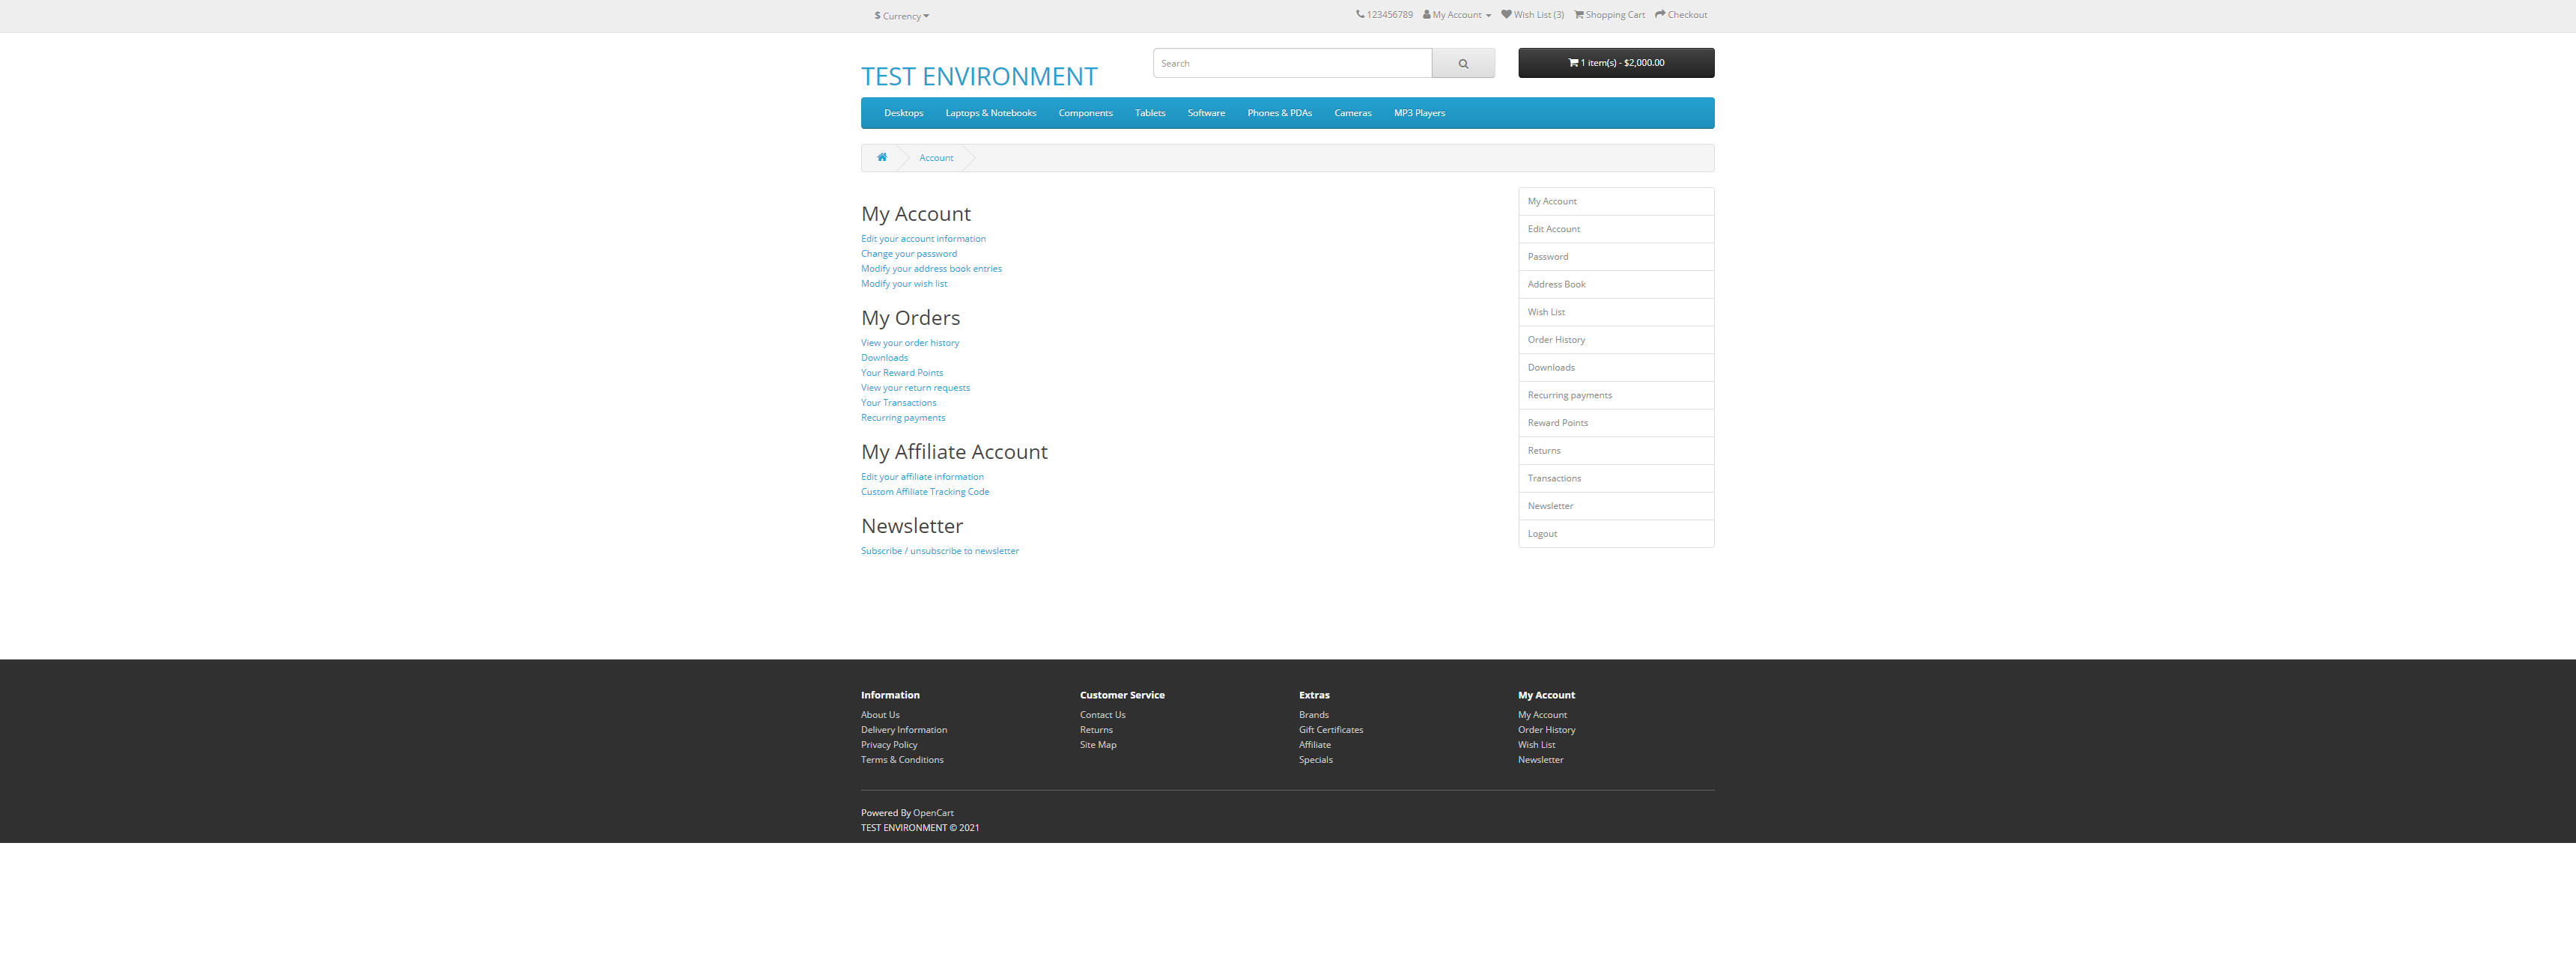 $ Currency
123456789 My Account Wish List (3) Shopping Cart Checkout
TEST ENVIRONMENT
Search
1 item(s) - $2,000.00
Desktops Laptops & Notebooks Components Tablets Software Phones & PDAs Cameras MP3 Players
Account
My Account
Edit your account information
Change your password
Modify your address book entries
Modify your wish list
My Orders
View your order history
Downloads
Your Reward Points
View your return requests
Your Transactions
Recurring payments
My Affiliate Account
Edit your affiliate information
Custom Affiliate Tracking Code
Newsletter
Subscribe / unsubscribe to newsletter
My Account
Edit Account
Password
Address Book
Wish List
Order History
Downloads
Recurring payments
Reward Points
Returns
Transactions
Newsletter
Logout
Information
About Us
Delivery Information
Privacy Policy
Terms & Conditions
Customer Service
Contact Us
Returns
Site Map
Extras
Brands
Gift Certificates
Affiliate
Specials
My Account
My Account
Order History
Wish List
Newsletter
Powered By OpenCart
TEST ENVIRONMENT © 2021